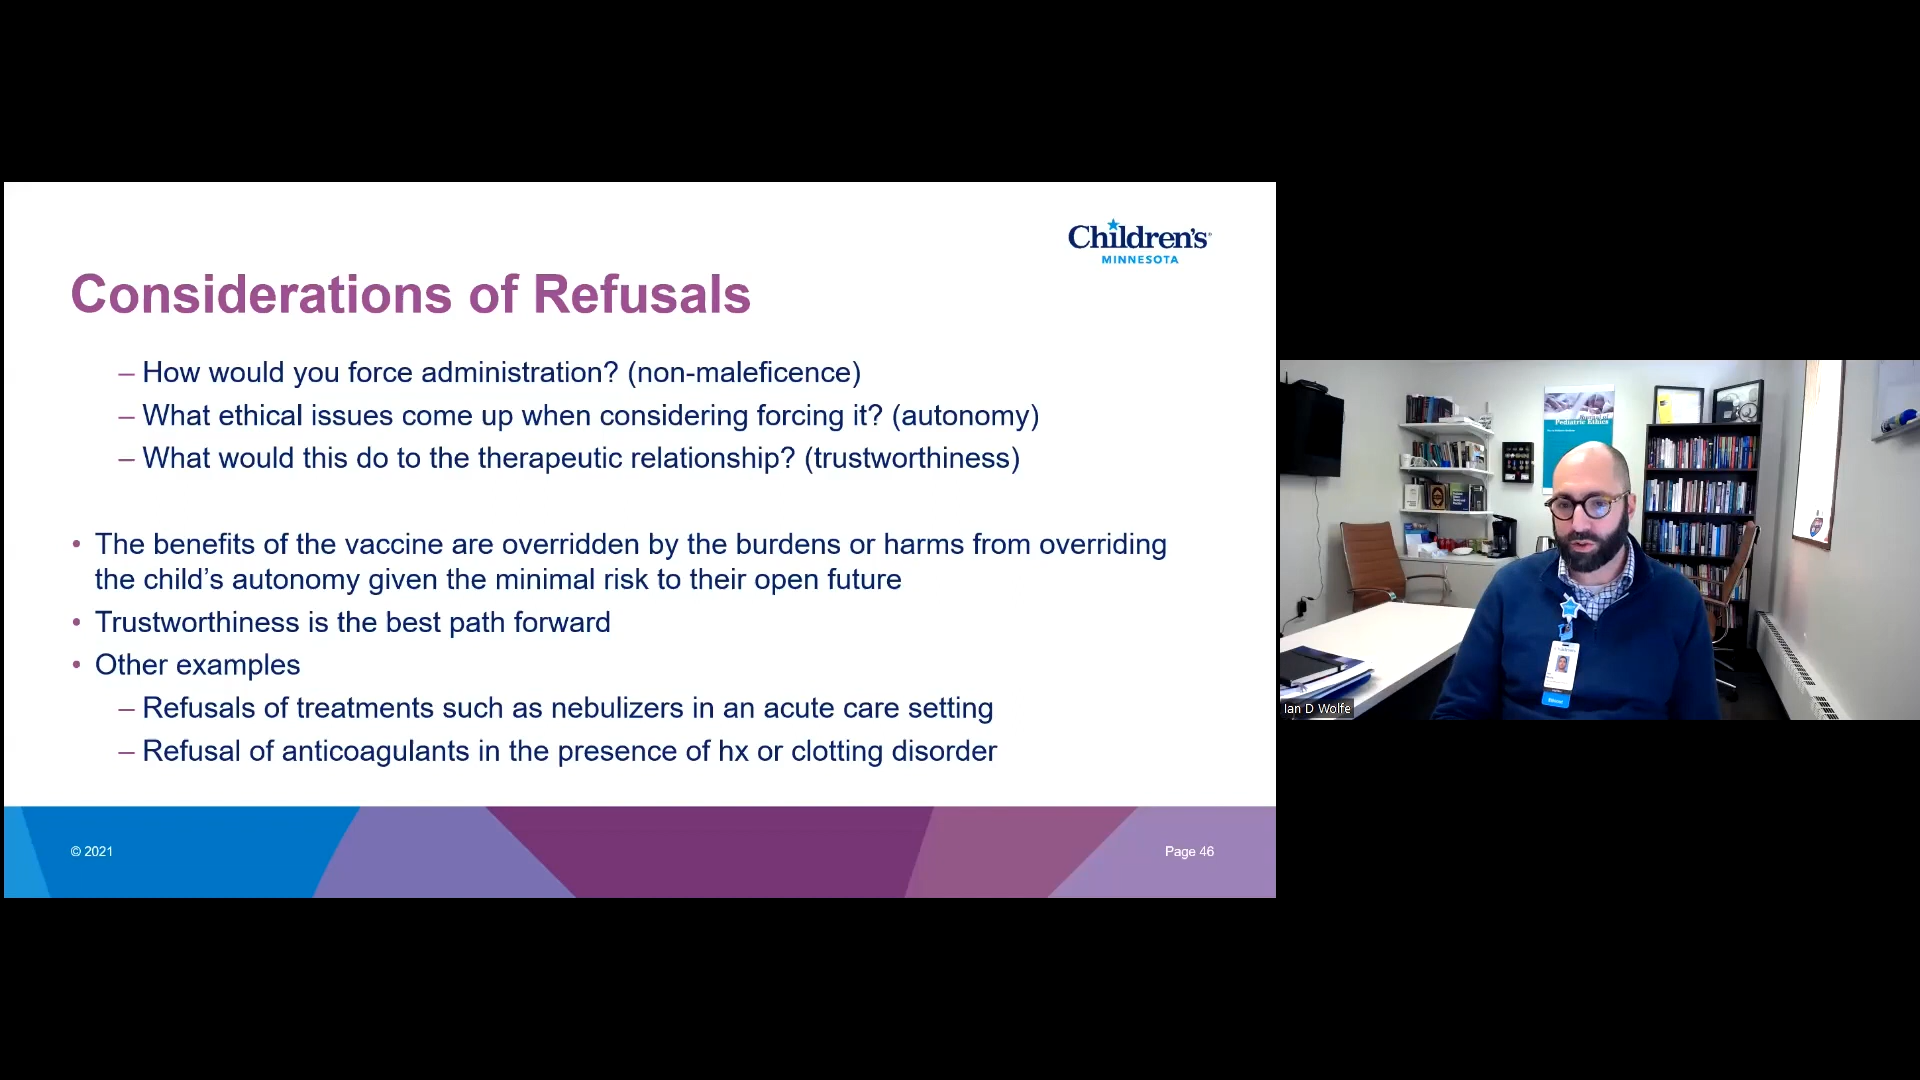 Children's
MINNESOTA
Considerations of Refusals
– How would you force administration? (non-maleficence)
– What ethical issues come up when considering forcing it? (autonomy)
– What would this do to the therapeutic relationship? (trustworthiness)
• The benefits of the vaccine are overridden by the burdens or harms from overriding
the child's autonomy given the minimal risk to their open future
• Trustworthiness is the best path forward
• Other examples
– Refusals of treatments such as nebulizers in an acute care setting
– Refusal of anticoagulants in the presence of hx or clotting disorder
© 2021
Page 46
Pediatric Ethics
Ian D Wolfe